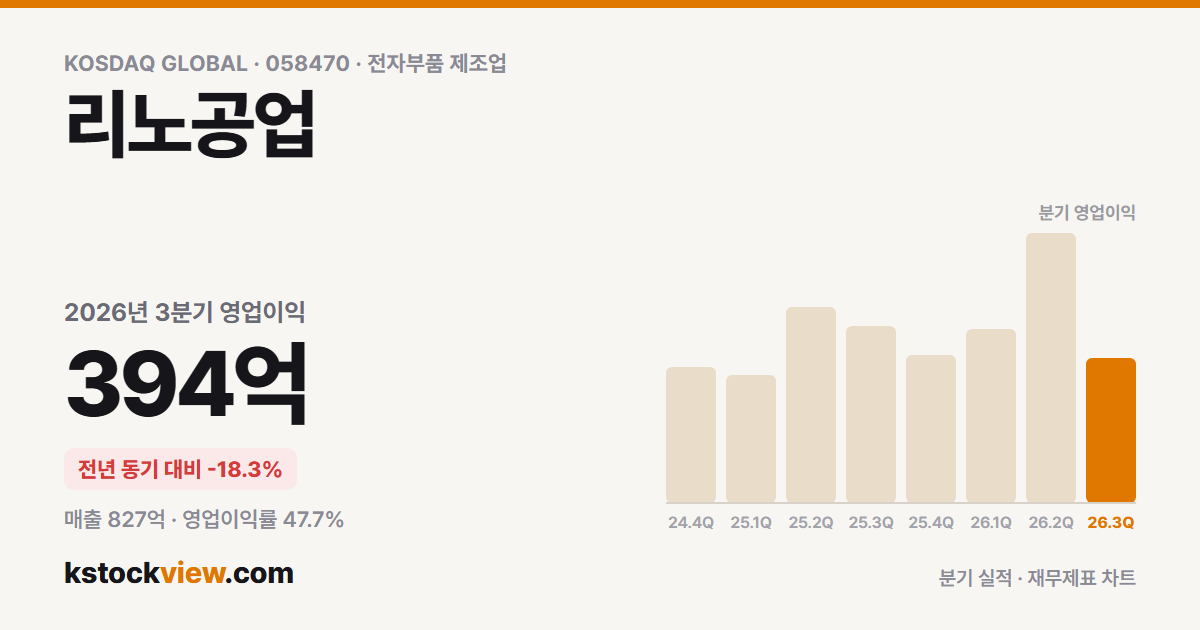 KOSDAQ GLOBAL · 058470 · 전자부품 제조업
리노공업
분기 영업이익
2026년 3분기 영업이익
394억
전년 동기 대비 -18.3%
매출 827억 · 영업이익률 47.7%
24.4Q 25.1Q 25.2Q 25.3Q 25.4Q 26.1Q 26.2Q 26.3Q
kstockview.com
분기 실적 · 재무제표 차트